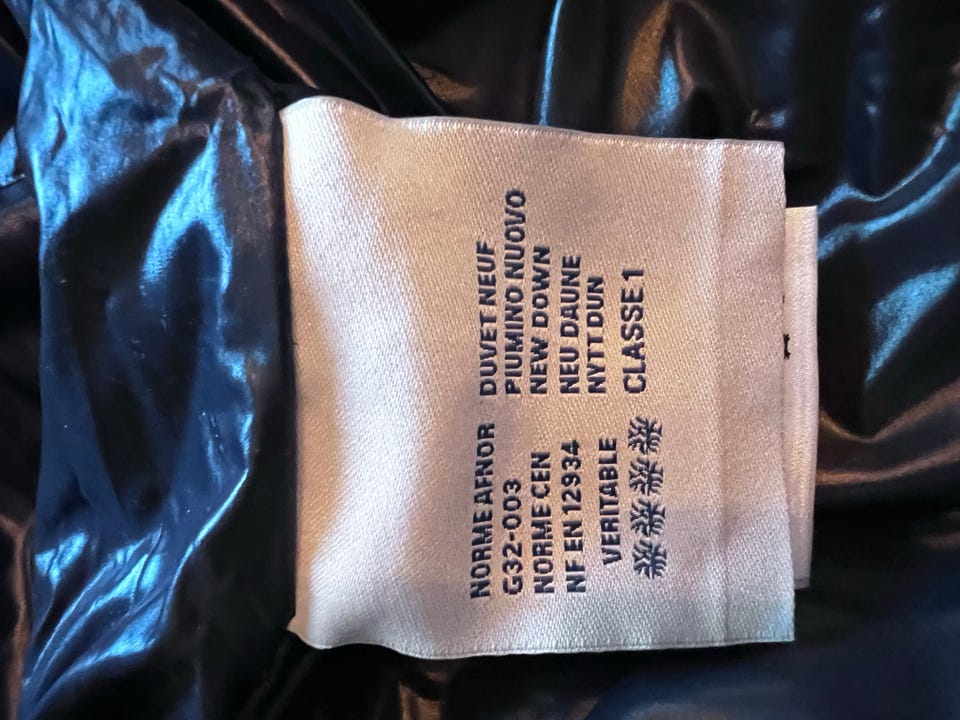 NORME AFNOR DUVET NEUF
G32-003 PIUMINO NUOVO
NORME CEN NEW DOWN
NF EN 12934 NEU DAUNE
VERITABLE NYTT DUN
CLASSE 1